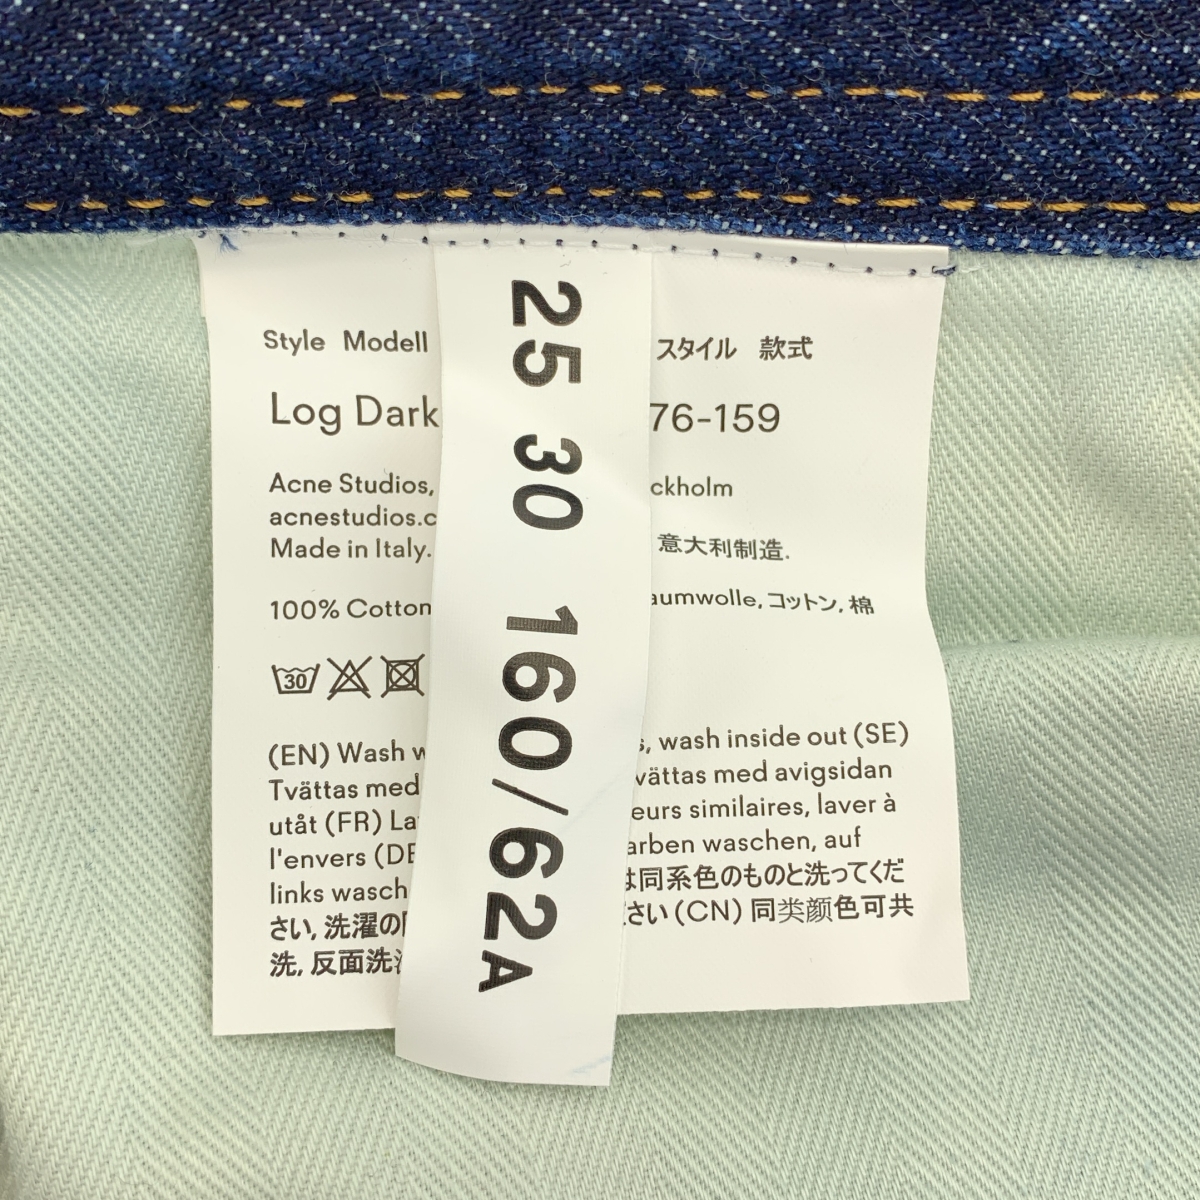 Style Modell スタイル 款式
Log Dark 76-159
Acne Studios, ckholm
acnestudios.c
Made in Italy. 意大利制造.
100% Cotton aumwolle, コットン, 棉
30
(EN) Wash , wash inside out (SE)
Tvättas med vättas med avigsidan
utåt (FR) La eurs similaires, laver à
l'envers (DE arben waschen, auf
links wasch は同系色のものと洗ってくだ
さい, 洗濯の ださい (CN) 同类颜色可共
洗, 反面洗
25 30 160/62A